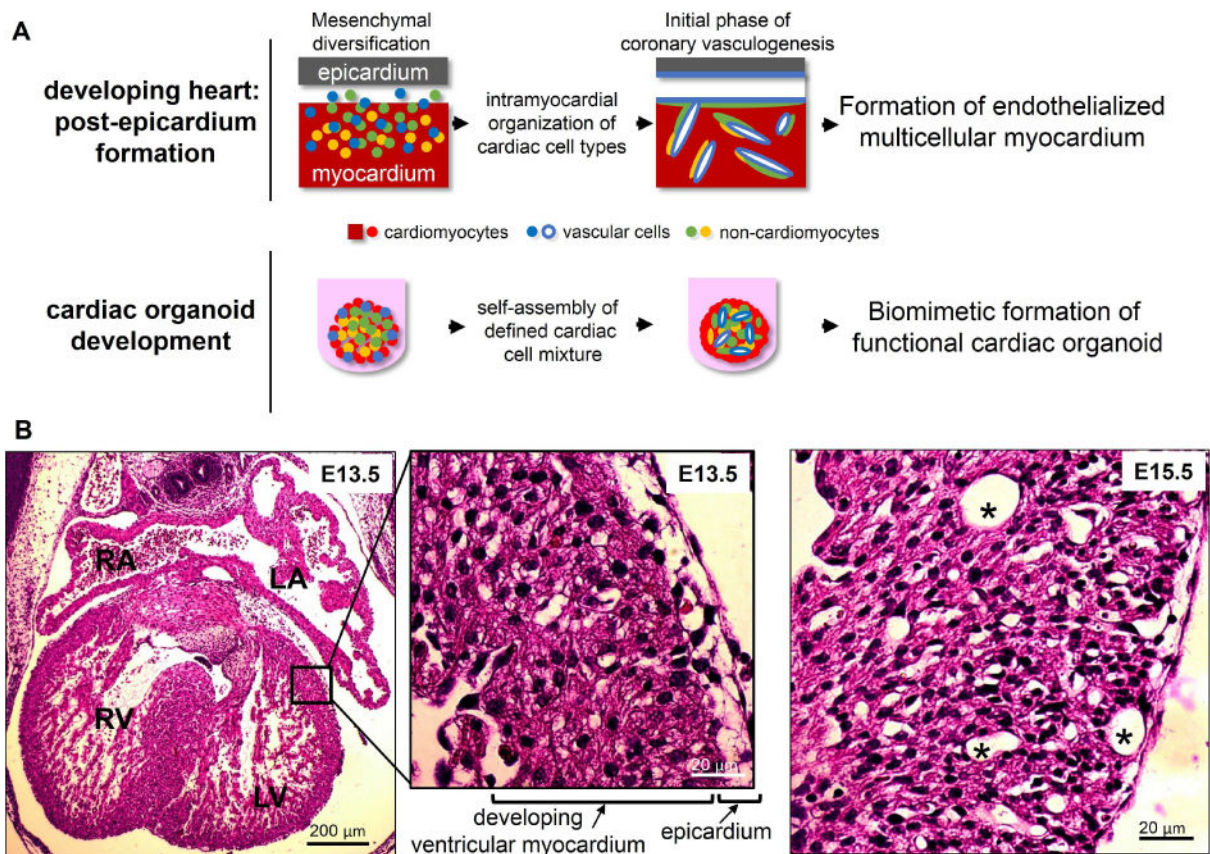 A
Mesenchymal
diversification
Initial phase of
coronary vasculogenesis
developing heart:
post-epicardium
formation
epicardium
myocardium
intramyocardial
organization of
cardiac cell types
Formation of endothelialized
multicellular myocardium
cardiomyocytes
vascular cells
non-cardiomyocytes
cardiac organoid
development
self-assembly of
defined cardiac
cell mixture
Biomimetic formation of
functional cardiac organoid
B
E13.5
RA
LA
RV
LV
200 µm
E13.5
20 µm
developing
ventricular myocardium
epicardium
E15.5
*
*
*
20 µm